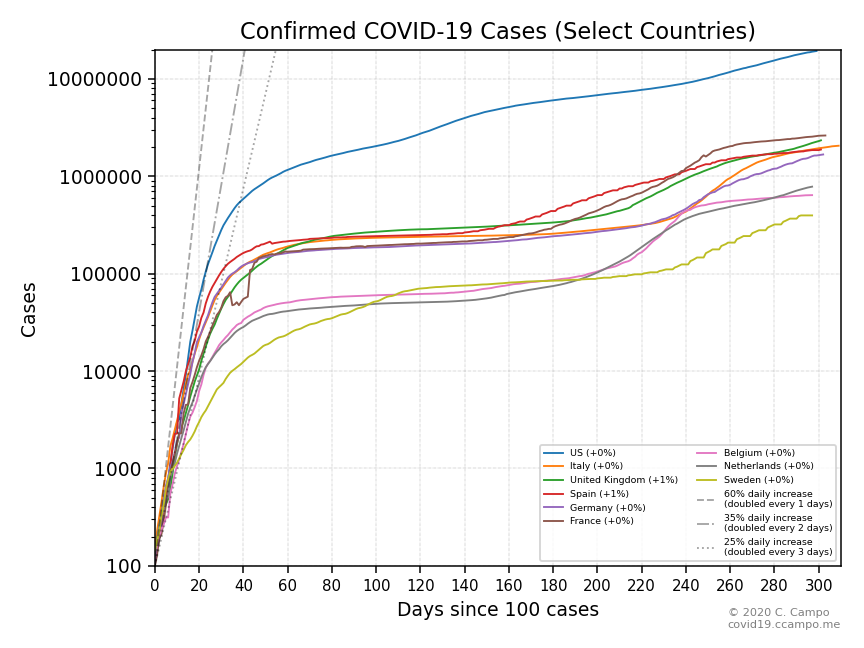 Confirmed COVID-19 Cases (Select Countries)
Cases
10000000
1000000
100000
10000
1000
100
0 20 40 60 80 100 120 140 160 180 200 220 240 260 280 300
Days since 100 cases
US (+0%)
Italy (+0%)
United Kingdom (+1%)
Spain (+1%)
Germany (+0%)
France (+0%)
Belgium (+0%)
Netherlands (+0%)
Sweden (+0%)
60% daily increase
(doubled every 1 days)
35% daily increase
(doubled every 2 days)
25% daily increase
(doubled every 3 days)
© 2020 C. Campo
covid19.ccampo.me